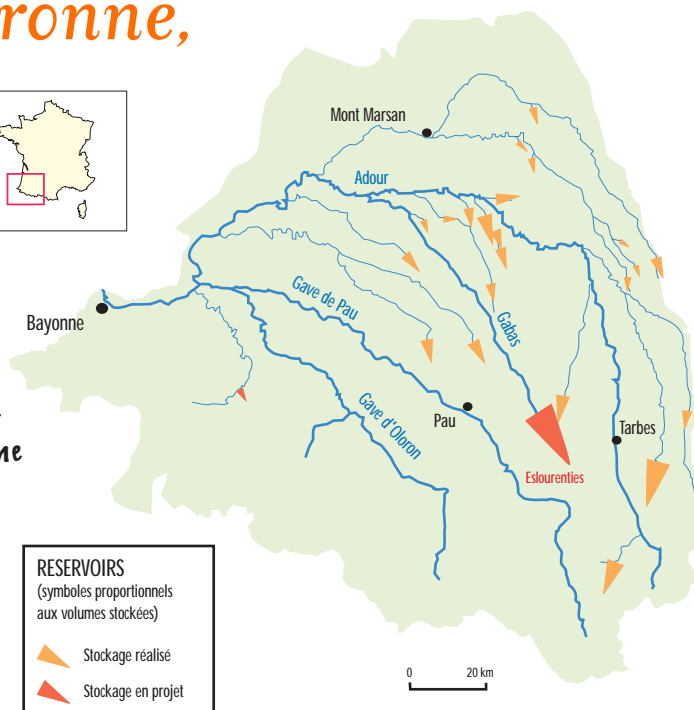 ronne,
Mont Marsan
Adour
Gave de Pau
Gabas
Bayonne
Gave d'Oloron
Pau
Tarbes
ne
Eslourenties
RESERVOIRS
(symboles proportionnels
aux volumes stockées)
Stockage réalisé
Stockage en projet
0 20 km